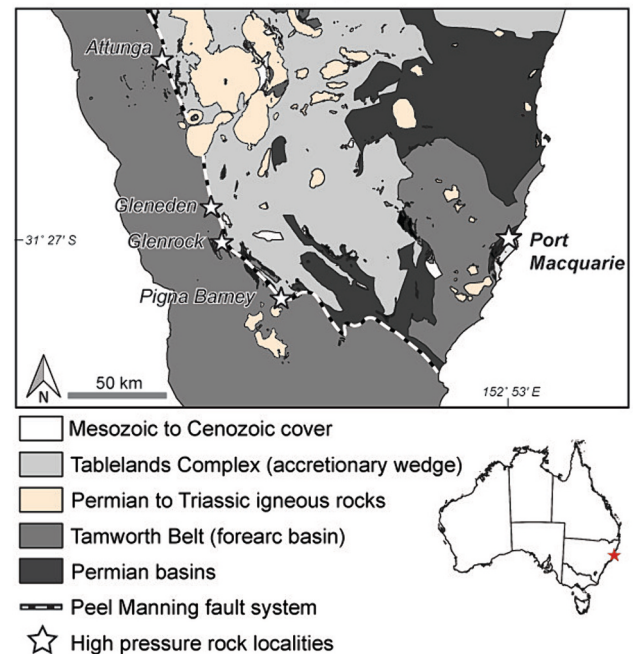 Attunga
Gleneden
Glenrock
31° 27' S
Port
Macquarie
Pigna Barney
N
50 km
152° 53' E
Mesozoic to Cenozoic cover
Tablelands Complex (accretionary wedge)
Permian to Triassic igneous rocks
Tamworth Belt (forearc basin)
Permian basins
Peel Manning fault system
High pressure rock localities